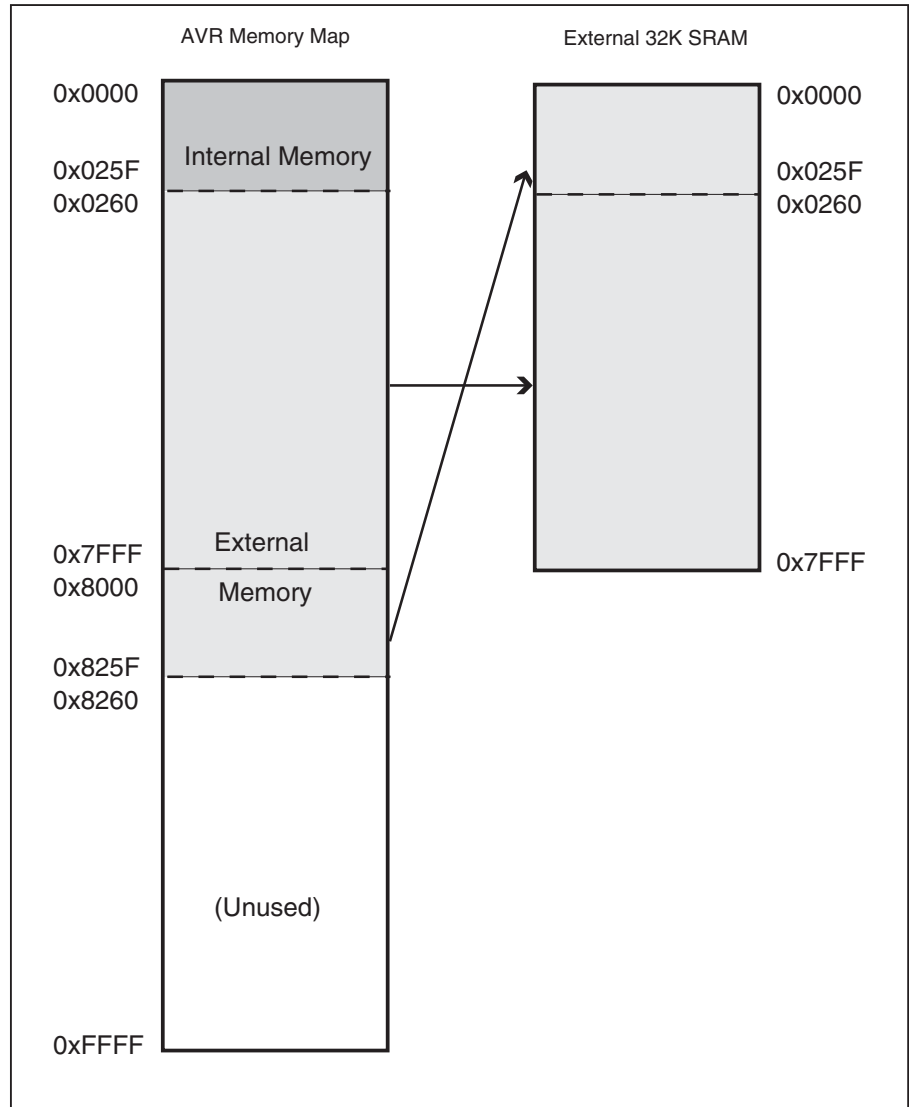 AVR Memory Map
0x0000
Internal Memory
0x025F
0x0260
External
0x7FFF
0x8000
Memory
0x825F
0x8260
(Unused)
0xFFFF
External 32K SRAM
0x0000
0x025F
0x0260
0x7FFF